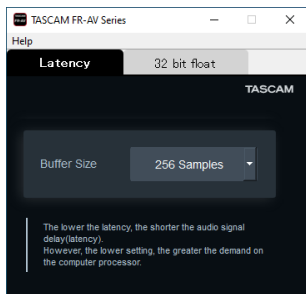 TASCAM FR-AV Series
Help
Latency 32 bit float
TASCAM
Buffer Size 256 Samples
The lower the latency, the shorter the audio signal
delay(latency).
However, the lower setting, the greater the demand on
the computer processor.